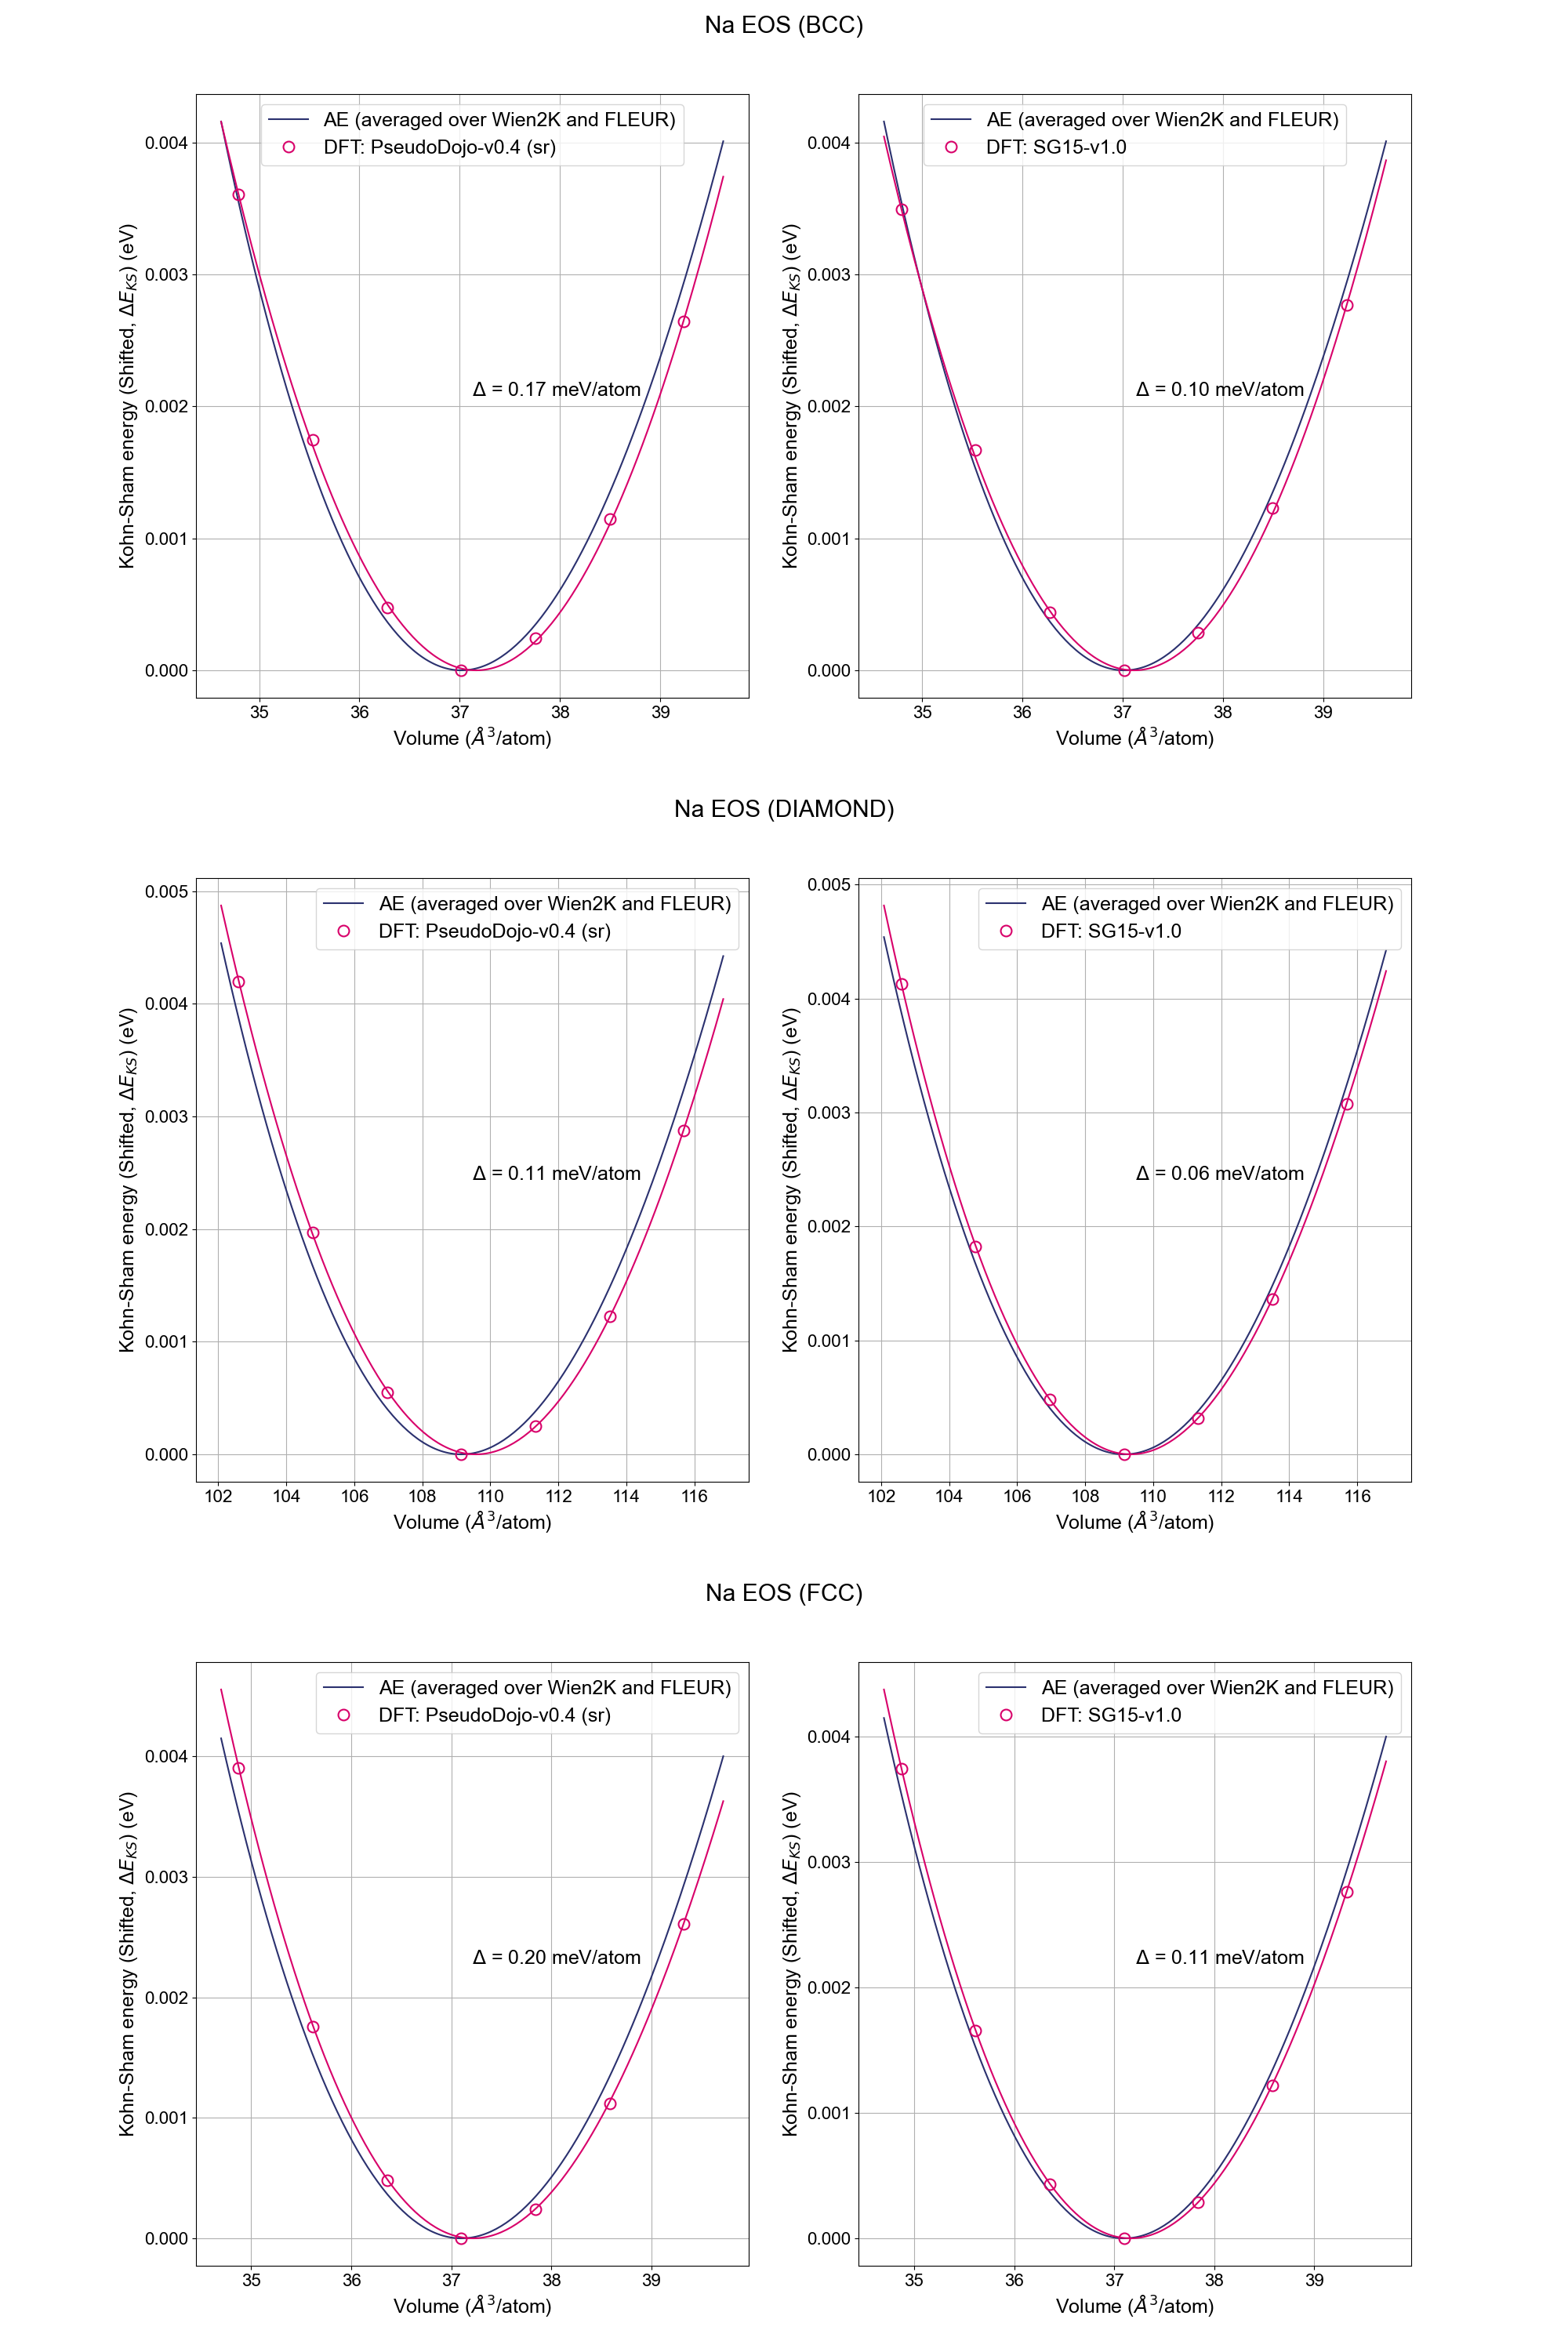 Na EOS (BCC)
AE (averaged over Wien2K and FLEUR)
DFT: PseudoDojo-v0.4 (sr)
Kohn-Sham energy (Shifted, ΔE_KS) (eV)
0.004
0.003
0.002
0.001
0.000
Δ = 0.17 meV/atom
35 36 37 38 39
Volume (Å³/atom)
AE (averaged over Wien2K and FLEUR)
DFT: SG15-v1.0
Kohn-Sham energy (Shifted, ΔE_KS) (eV)
0.004
0.003
0.002
0.001
0.000
Δ = 0.10 meV/atom
35 36 37 38 39
Volume (Å³/atom)
Na EOS (DIAMOND)
AE (averaged over Wien2K and FLEUR)
DFT: PseudoDojo-v0.4 (sr)
Kohn-Sham energy (Shifted, ΔE_KS) (eV)
0.005
0.004
0.003
0.002
0.001
0.000
Δ = 0.11 meV/atom
102 104 106 108 110 112 114 116
Volume (Å³/atom)
AE (averaged over Wien2K and FLEUR)
DFT: SG15-v1.0
Kohn-Sham energy (Shifted, ΔE_KS) (eV)
0.005
0.004
0.003
0.002
0.001
0.000
Δ = 0.06 meV/atom
102 104 106 108 110 112 114 116
Volume (Å³/atom)
Na EOS (FCC)
AE (averaged over Wien2K and FLEUR)
DFT: PseudoDojo-v0.4 (sr)
Kohn-Sham energy (Shifted, ΔE_KS) (eV)
0.004
0.003
0.002
0.001
0.000
Δ = 0.20 meV/atom
35 36 37 38 39
Volume (Å³/atom)
AE (averaged over Wien2K and FLEUR)
DFT: SG15-v1.0
Kohn-Sham energy (Shifted, ΔE_KS) (eV)
0.004
0.003
0.002
0.001
0.000
Δ = 0.11 meV/atom
35 36 37 38 39
Volume (Å³/atom)